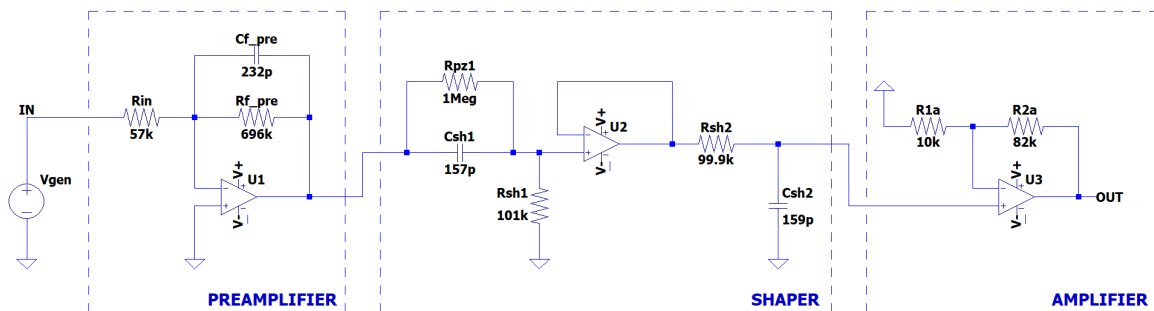 Cf_pre
232p
Rf_pre
696k
IN
Rin
57k
Vgen
V+
U1
V-
PREAMPLIFIER
Rpz1
1Meg
Csh1
157p
Rsh1
101k
V+
U2
V-
Rsh2
99.9k
Csh2
159p
SHAPER
R1a
10k
R2a
82k
V+
U3
V-
OUT
AMPLIFIER